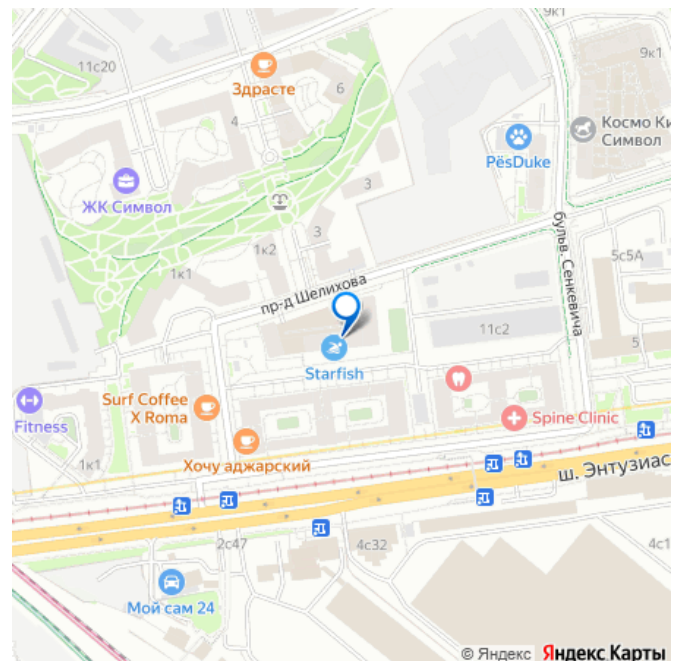 11с20
9к1
Здрасте
6
4
Космо Ки
Символ
PёsDuke
ЖК Символ
3
3
1к2
1к1
бульв. Сенкевича
5с5А
пр-д Шелихова
11с2
5
Starfish
Surf Coffee
X Roma
Fitness
Spine Clinic
Хочу аджарский
1к1
ш. Энтузиас
2с47
4с32
4с1
Мой сам 24
© Яндекс Яндекс Карты